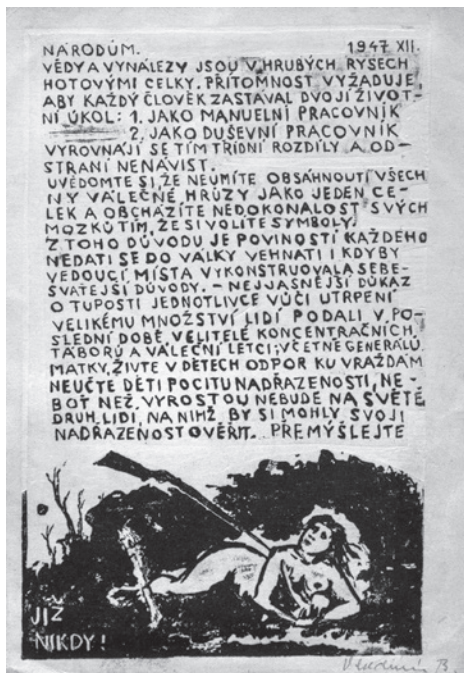 NÁRODŮM. 1947 XII.
VĚDY A VYNÁLEZY JSOU V HRUBÝCH RYSECH
HOTOVÝMI CELKY. PŘÍTOMNOST VYŽADUJE,
ABY KAŽDÝ ČLOVĚK ZASTÁVAL DVOJÍ ŽIVOT-
NÍ ÚKOL: 1. JAKO MANUELNÍ PRACOVNÍK
2. JAKO DUŠEVNÍ PRACOVNÍK
VYROVNAJÍ SE TÍM TŘÍDNÍ ROZDÍLY A OD-
STRANÍ NENÁVIST.
UVĚDOMTE SI, ŽE NEUMÍTE OBSÁHNOUTI VŠECH
NY VÁLEČNÉ HRŮZY JAKO JEDEN CE-
LEK A OBCHÁZÍTE NEDOKONALOST SVÝCH
MOZKŮ TÍM, ŽE SI VOLÍTE SYMBOLY.
Z TOHO DŮVODU JE POVINOSTÍ KAŽDÉHO
NEDATI SE DO VÁLKY VEHNATI I KDYBY
VEDOUCÍ MÍSTA VYKONSTRUOVALA SEBE-
SVATĚJŠÍ DŮVODY. – NEJJASNĚJŠÍ DŮKAZ
O TUPOSTI JEDNOTLIVCE VŮČI UTRPENÍ
VELIKÉMU MNOŽSTVÍ LIDÍ PODALI V PO-
SLEDNÍ DOBĚ VELITELÉ KONCENTRAČNÍCH
TÁBORŮ A VÁLEČNÍ LETCI; VČETNĚ GENERÁLŮ.
MATKY, ŽIVTE V DĚTECH ODPOR KU VRAŽDÁM
NEUČTE DĚTI POCITU NADŘAZENOSTI, NE-
BOŤ NEŽ VYROSTOU NEBUDE NA SVĚTĚ
DRUH LIDÍ, NA NIHŽ BY SI MOHLY SVOJI
NADŘAZENOST OVĚŘIT. PŘEMÝŠLEJTE
JIŽ
NIKDY!